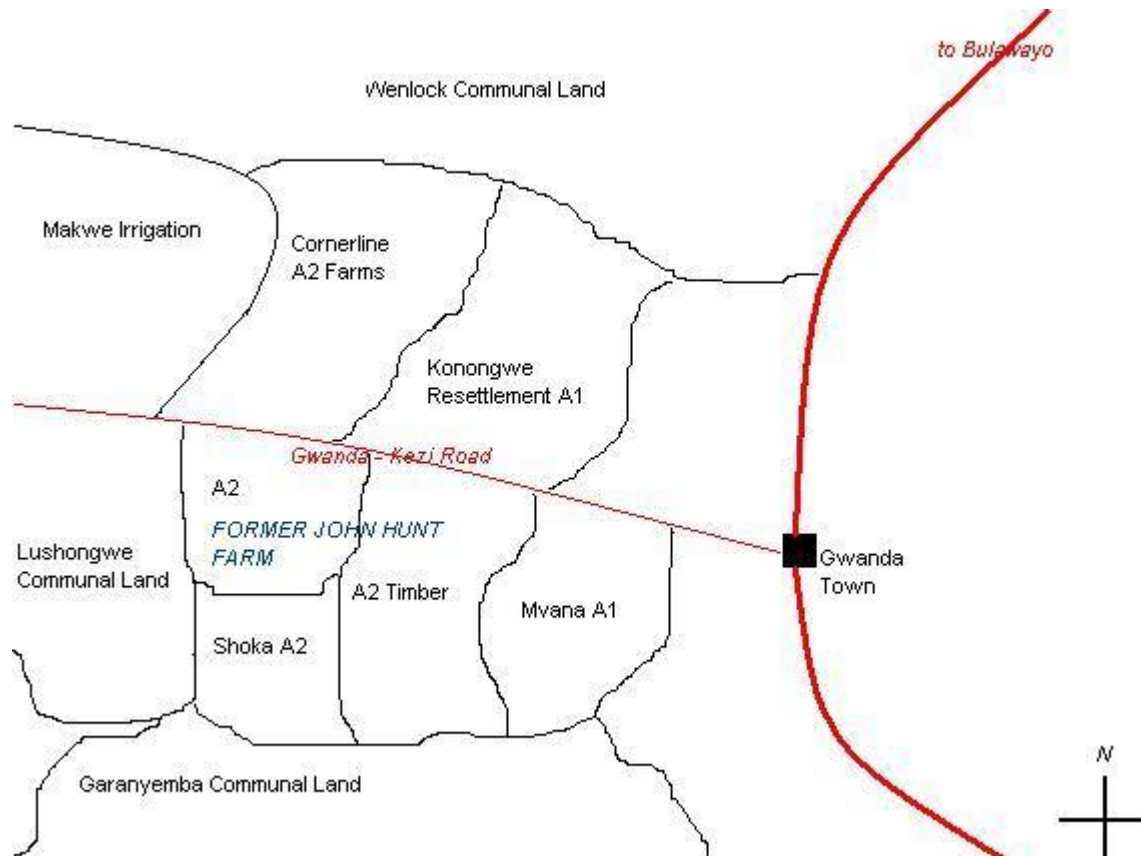 to Bulawayo
Wenlock Communal Land
Makwe Irrigation
Cornerline
A2 Farms
Konongwe
Resettlement A1
Gwanda - Kezi Road
A2
FORMER JOHN HUNT
FARM
Lushongwe
Communal Land
A2 Timber
Mvana A1
Gwanda
Town
Shoka A2
Garanyemba Communal Land
N